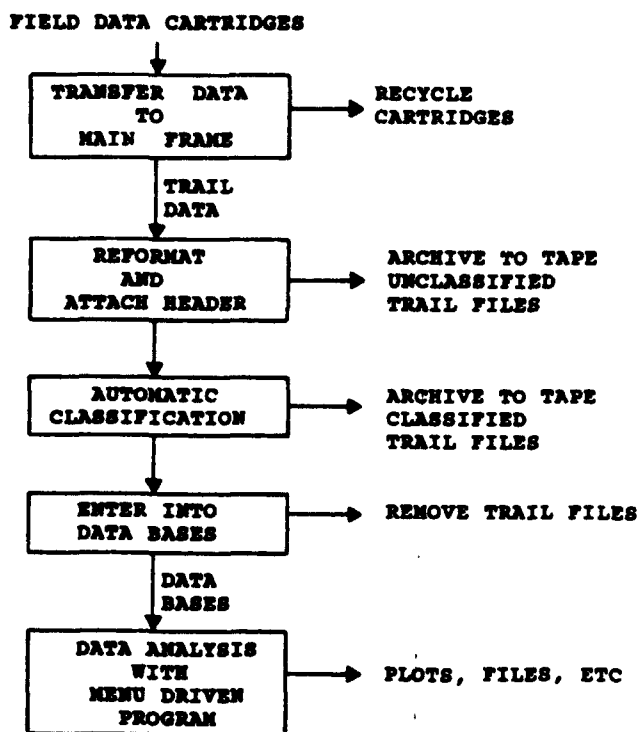 FIELD DATA CARTRIDGES
TRANSFER DATA
TO
MAIN FRAME
RECYCLE
CARTRIDGES
TRAIL
DATA
REFORMAT
AND
ATTACH HEADER
ARCHIVE TO TAPE
UNCLASSIFIED
TRAIL FILES
AUTOMATIC
CLASSIFICATION
ARCHIVE TO TAPE
CLASSIFIED
TRAIL FILES
ENTER INTO
DATA BASES
REMOVE TRAIL FILES
DATA
BASES
DATA ANALYSIS
WITH
MENU DRIVEN
PROGRAM
PLOTS, FILES, ETC